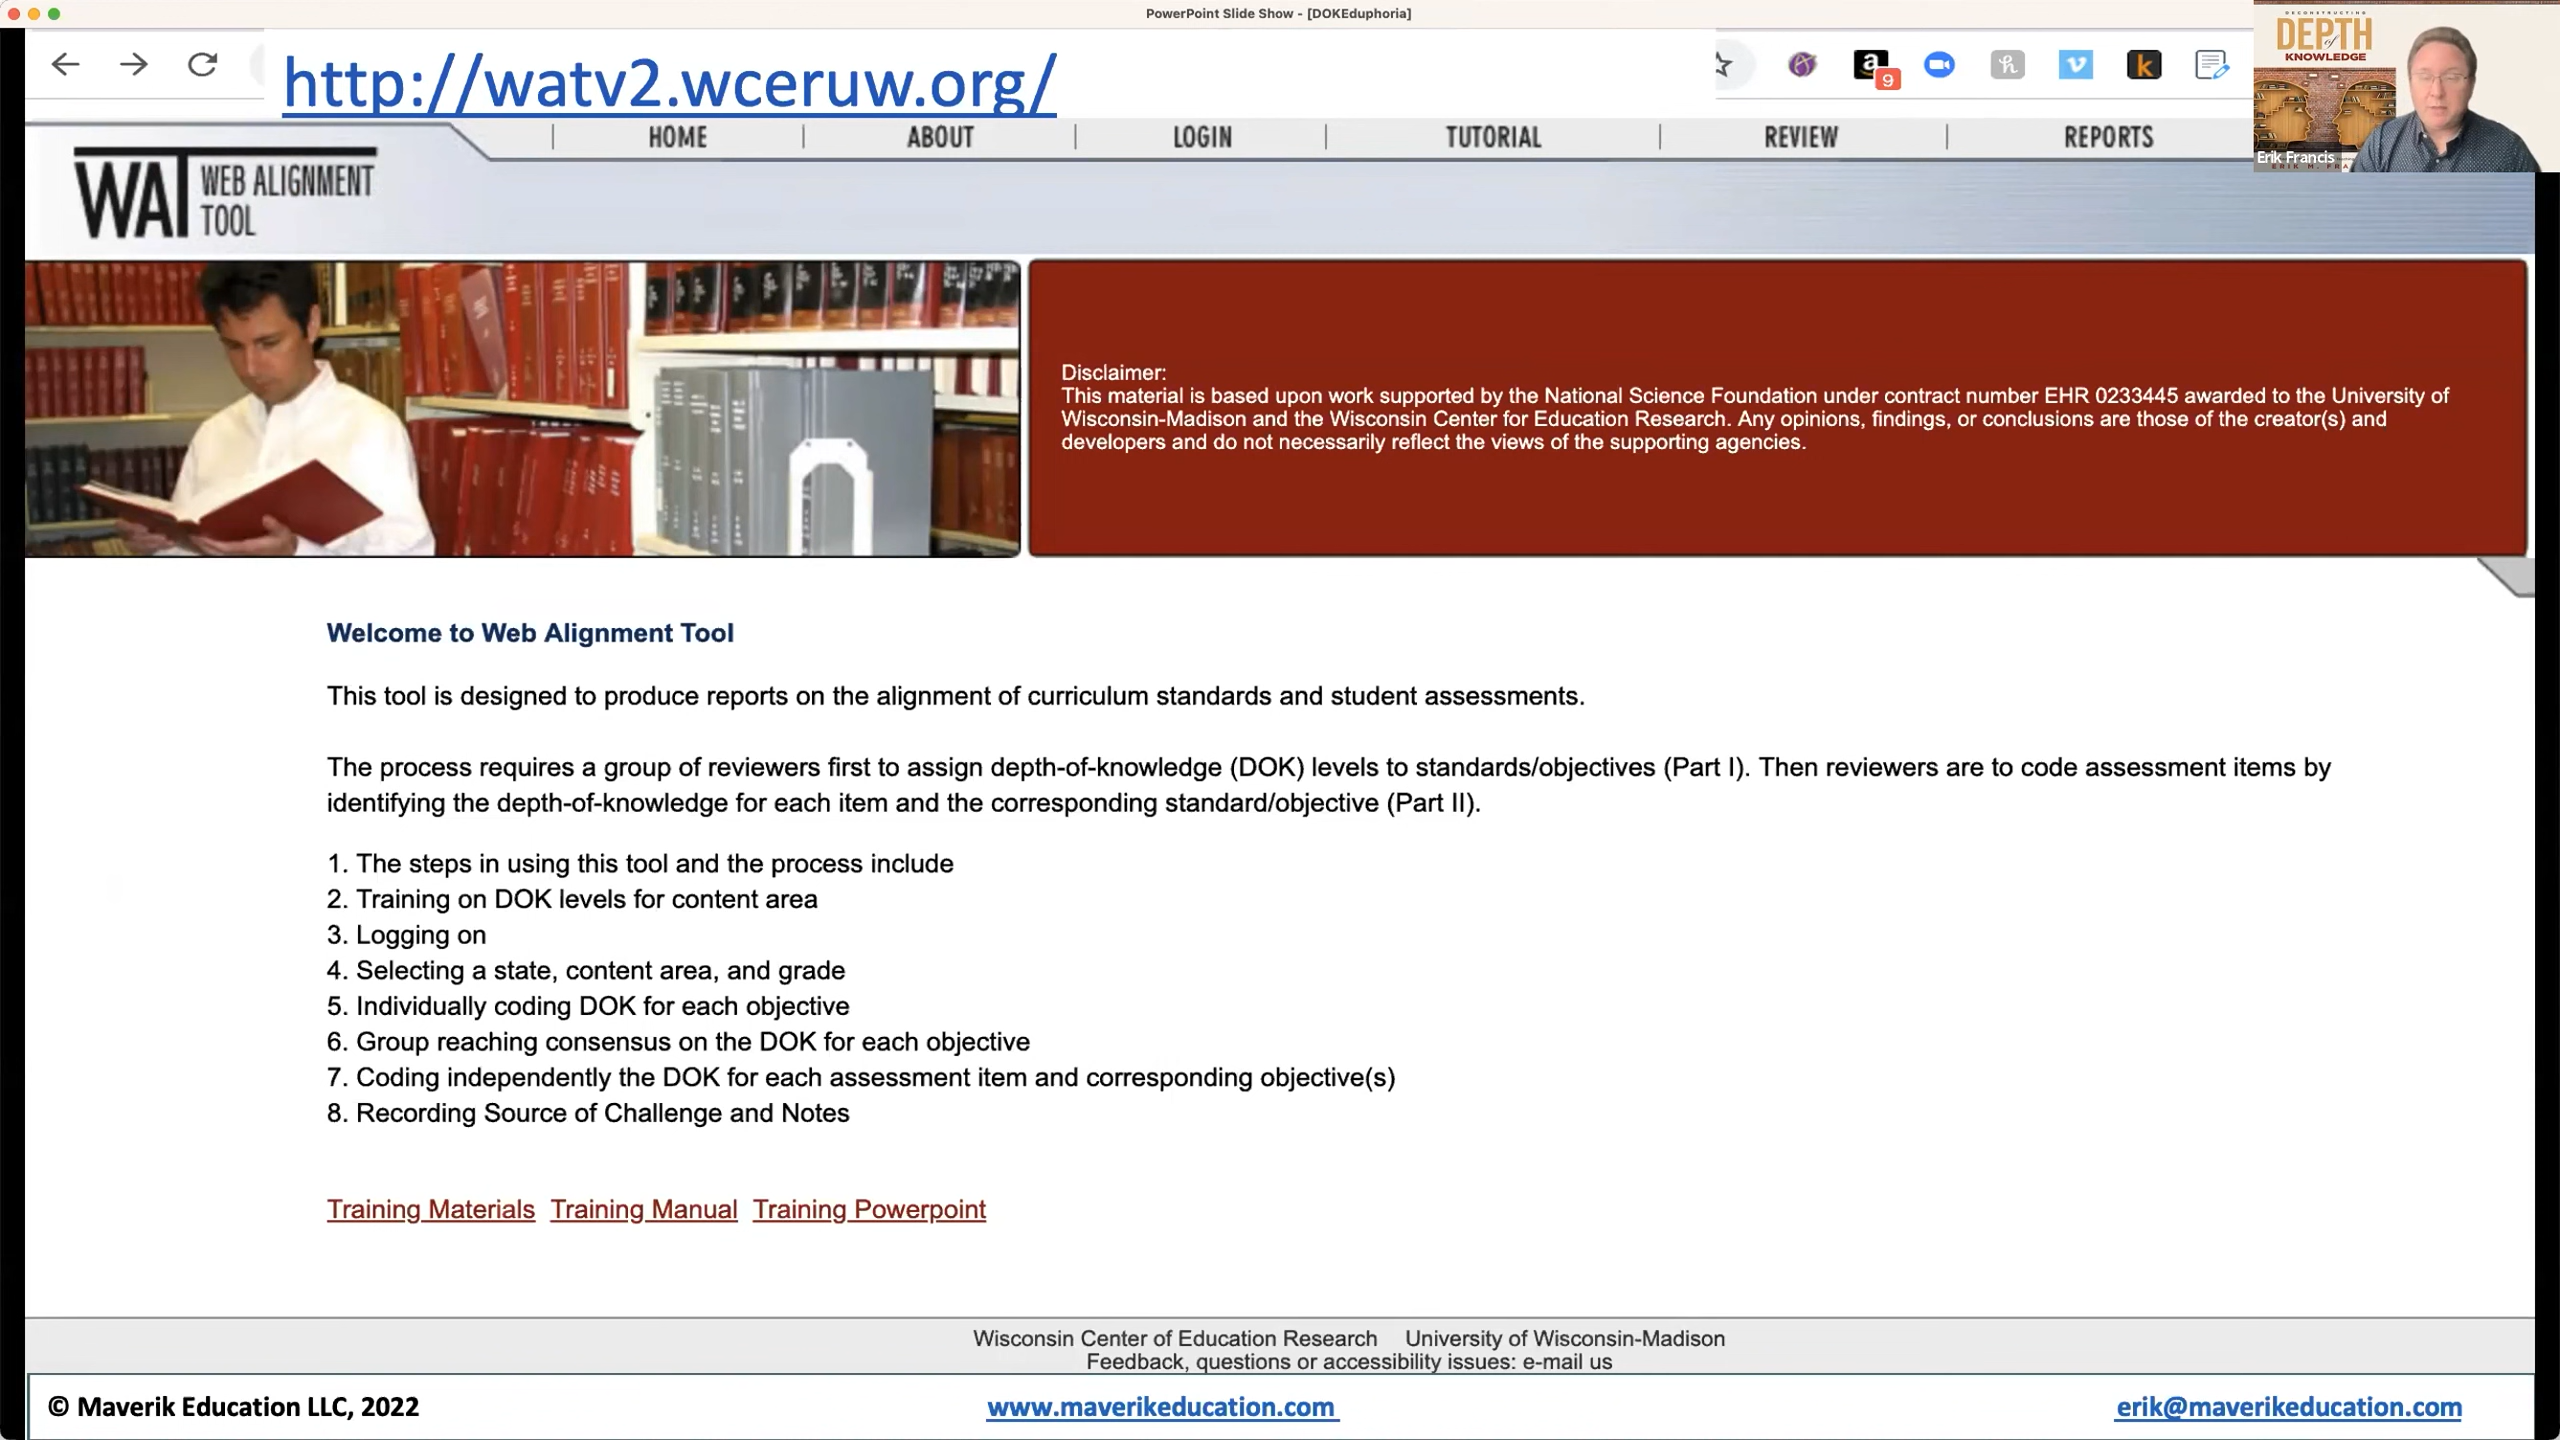 PowerPoint Slide Show - [DOKEduphoria]
http://watv2.wceruw.org/
9
DECONSTRUCTING
DEPTH
of
KNOWLEDGE
Erik Francis
HOME
ABOUT
LOGIN
TUTORIAL
REVIEW
REPORTS
WAT WEB ALIGNMENT
TOOL
Disclaimer:
This material is based upon work supported by the National Science Foundation under contract number EHR 0233445 awarded to the University of
Wisconsin-Madison and the Wisconsin Center for Education Research. Any opinions, findings, or conclusions are those of the creator(s) and
developers and do not necessarily reflect the views of the supporting agencies.
Welcome to Web Alignment Tool
This tool is designed to produce reports on the alignment of curriculum standards and student assessments.
The process requires a group of reviewers first to assign depth-of-knowledge (DOK) levels to standards/objectives (Part I). Then reviewers are to code assessment items by
identifying the depth-of-knowledge for each item and the corresponding standard/objective (Part II).
1. The steps in using this tool and the process include
2. Training on DOK levels for content area
3. Logging on
4. Selecting a state, content area, and grade
5. Individually coding DOK for each objective
6. Group reaching consensus on the DOK for each objective
7. Coding independently the DOK for each assessment item and corresponding objective(s)
8. Recording Source of Challenge and Notes
Training Materials Training Manual Training Powerpoint
Wisconsin Center of Education Research University of Wisconsin-Madison
Feedback, questions or accessibility issues: e-mail us
© Maverik Education LLC, 2022
www.maverikeducation.com
erik@maverikeducation.com